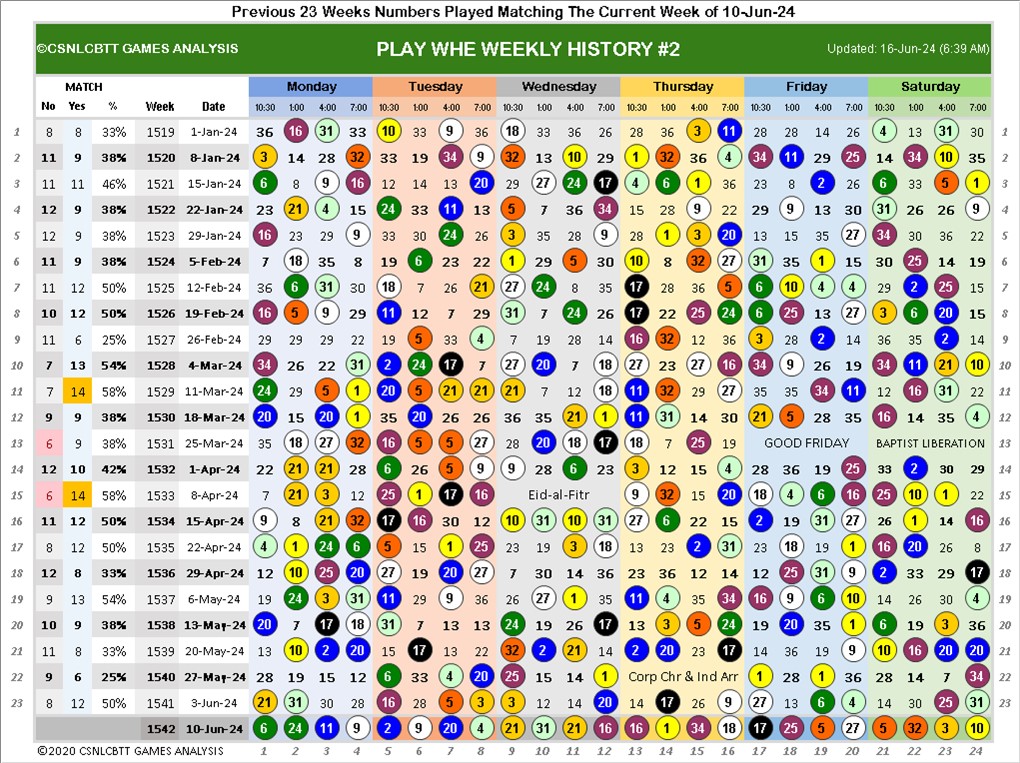 Previous 23 Weeks Numbers Played Matching The Current Week of 10-Jun-24
©CSNLCBTT GAMES ANALYSIS PLAY WHE WEEKLY HISTORY #2 Updated: 16-Jun-24 (6:39 AM)
MATCH Monday Tuesday Wednesday Thursday Friday Saturday
No Yes % Week Date 10:30 1:00 4:00 7:00 10:30 1:00 4:00 7:00 10:30 1:00 4:00 7:00 10:30 1:00 4:00 7:00 10:30 1:00 4:00 7:00 10:30 1:00 4:00 7:00
1 8 8 33% 1519 1-Jan-24 36 16 31 33 10 33 9 36 18 33 36 26 28 36 3 11 28 28 14 26 4 13 31 30 1
2 11 9 38% 1520 8-Jan-24 3 14 28 32 33 19 34 9 32 13 10 29 1 32 36 4 34 11 29 25 14 34 10 35 2
3 11 11 46% 1521 15-Jan-24 6 8 9 16 12 14 13 20 29 27 24 17 4 6 1 36 23 8 2 26 6 33 5 1 3
4 12 9 38% 1522 22-Jan-24 23 21 4 15 24 33 11 13 5 7 36 34 15 28 9 22 29 9 13 30 31 26 26 9 4
5 12 9 38% 1523 29-Jan-24 16 23 29 9 33 30 24 26 3 35 28 9 28 1 3 20 13 15 35 27 34 30 36 22 5
6 11 9 38% 1524 5-Feb-24 7 18 35 8 19 6 23 22 1 29 5 30 10 8 32 27 31 35 1 15 30 25 14 19 6
7 11 12 50% 1525 12-Feb-24 36 6 31 30 18 7 26 21 27 24 8 35 17 28 36 5 6 10 4 4 29 2 25 15 7
8 10 12 50% 1526 19-Feb-24 16 5 9 29 11 12 7 29 31 7 24 26 17 22 25 24 6 25 13 27 3 6 20 15 8
9 11 6 25% 1527 26-Feb-24 29 29 29 22 19 5 33 4 7 19 28 14 16 32 12 36 3 28 2 14 36 35 2 14 9
10 7 13 54% 1528 4-Mar-24 34 26 22 31 2 24 17 7 27 20 7 18 32 27 27 16 34 9 26 28 34 11 21 10 10
11 7 14 58% 1529 11-Mar-24 24 29 5 1 20 5 21 21 21 7 12 18 11 32 29 27 35 35 34 11 12 16 31 22 11
12 9 9 38% 1530 18-Mar-24 20 15 20 1 35 20 26 26 36 35 21 1 11 31 14 30 21 5 28 35 16 14 35 4 12
13 6 9 38% 1531 25-Mar-24 35 18 27 32 16 5 5 27 28 20 18 17 18 7 25 19 GOOD FRIDAY BAPTIST LIBERATION 13
14 12 10 42% 1532 1-Apr-24 22 21 21 28 6 26 5 9 9 28 6 23 3 12 15 4 28 36 19 25 33 2 30 29 14
15 6 14 58% 1533 8-Apr-24 7 21 3 12 25 1 17 16 Eid-al-Fitr 9 32 15 20 18 4 6 16 25 10 1 22 15
16 11 12 50% 1534 15-Apr-24 9 8 21 32 17 16 30 12 10 31 10 31 27 6 22 15 2 19 31 27 26 1 14 16 16
17 8 12 50% 1535 22-Apr-24 4 1 24 6 5 15 1 25 23 19 3 18 13 23 2 31 23 18 19 1 16 20 26 8 17
18 12 8 33% 1536 29-Apr-24 12 10 25 20 27 19 20 27 7 30 14 36 23 36 12 14 12 25 31 9 2 33 29 17 18
19 9 13 54% 1537 6-May-24 19 24 3 31 11 29 9 36 26 27 1 35 11 4 35 34 16 9 6 10 14 26 30 4 19
20 10 9 38% 1538 13-May-24 20 7 17 18 31 7 13 13 24 19 26 17 13 3 5 24 19 20 35 1 6 19 3 36 20
21 11 8 33% 1539 20-May-24 13 10 2 20 15 17 13 22 32 2 21 14 2 20 23 17 14 36 19 9 10 16 20 20 21
22 9 6 25% 1540 27-May-24 28 19 15 12 6 33 4 20 25 15 14 1 Corp Chr & Ind Arr 1 28 1 36 28 14 7 34 22
23 8 12 50% 1541 3-Jun-24 21 31 30 28 16 28 5 3 3 12 14 20 14 17 30 9 27 13 6 4 14 30 25 31 23
1542 10-Jun-24 6 24 11 9 2 9 20 4 21 31 21 16 16 1 34 18 17 25 5 27 5 32 3 10
©2020 CSNLCBTT GAMES ANALYSIS 1 2 3 4 5 6 7 8 9 10 11 12 13 14 15 16 17 18 19 20 21 22 23 24